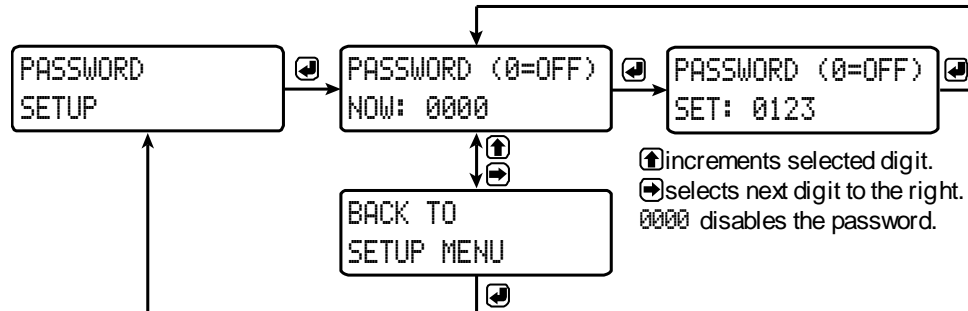 PASSWORD
SETUP
PASSWORD (0=OFF)
NOW: 0000
PASSWORD (0=OFF)
SET: 0123
increments selected digit.
selects next digit to the right.
0000 disables the password.
BACK TO
SETUP MENU